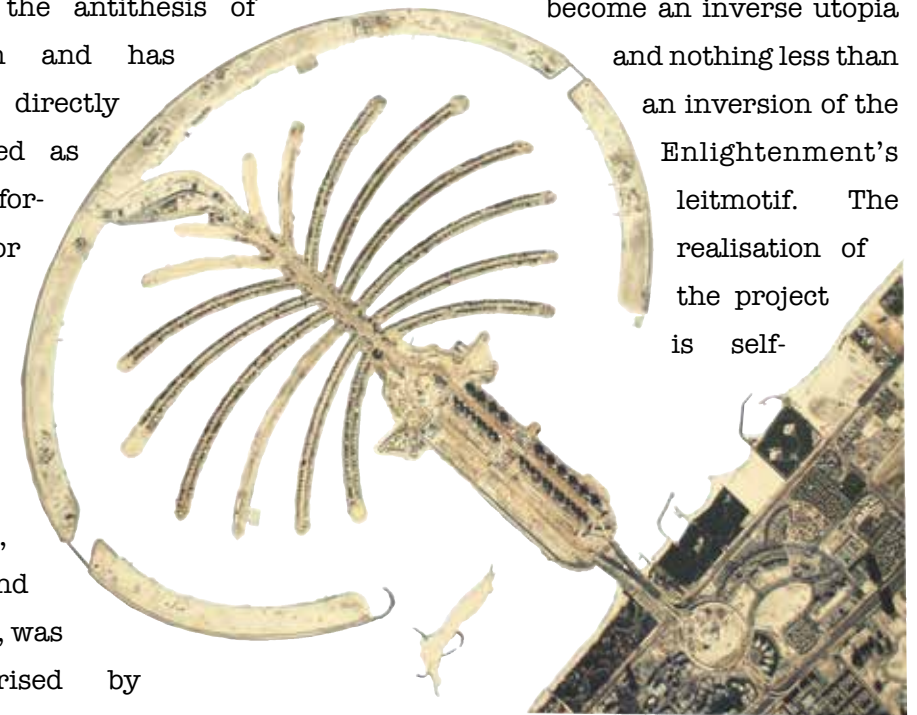 the antithesis of
n and has
directly
ed as
for-
or
,
nd
, was
rised by
become an inverse utopia
and nothing less than
an inversion of the
Enlightenment's
leitmotif. The
realisation of
the project
is self-